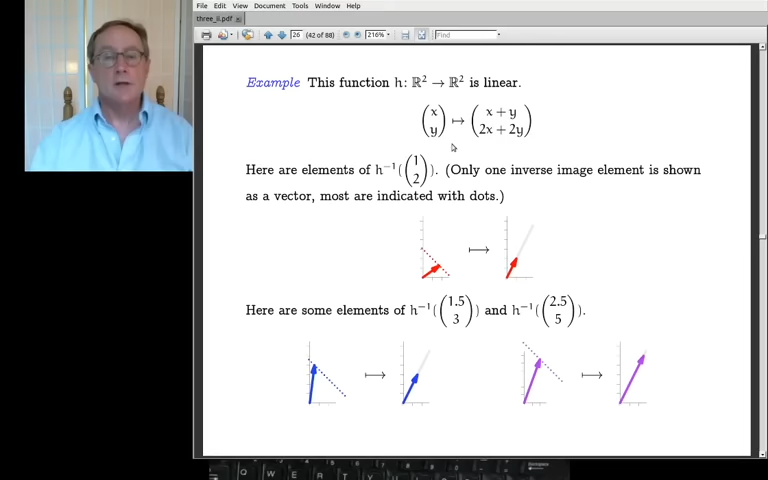 File Edit View Document Tools Window Help
three_ii.pdf
26 (42 of 88) 216% Find
Example This function h: ℝ² → ℝ² is linear.
(x y) ↦ (x + y 2x + 2y)
Here are elements of h⁻¹((1 2)). (Only one inverse image element is shown
as a vector, most are indicated with dots.)
↦
Here are some elements of h⁻¹((1.5 3)) and h⁻¹((2.5 5)).
↦ ↦
Q W E R T Y U I O P